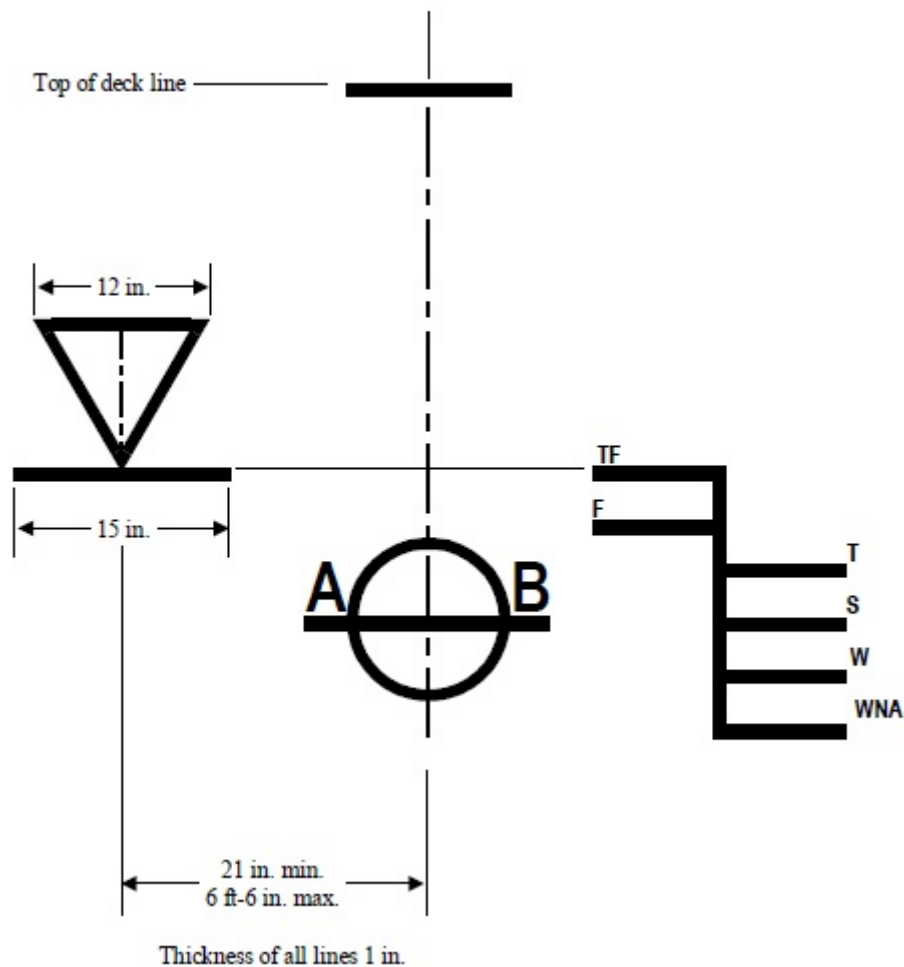 Top of deck line
12 in.
TF
15 in.
F
T
A B
S
W
WNA
21 in. min.
6 ft-6 in. max.
Thickness of all lines 1 in.